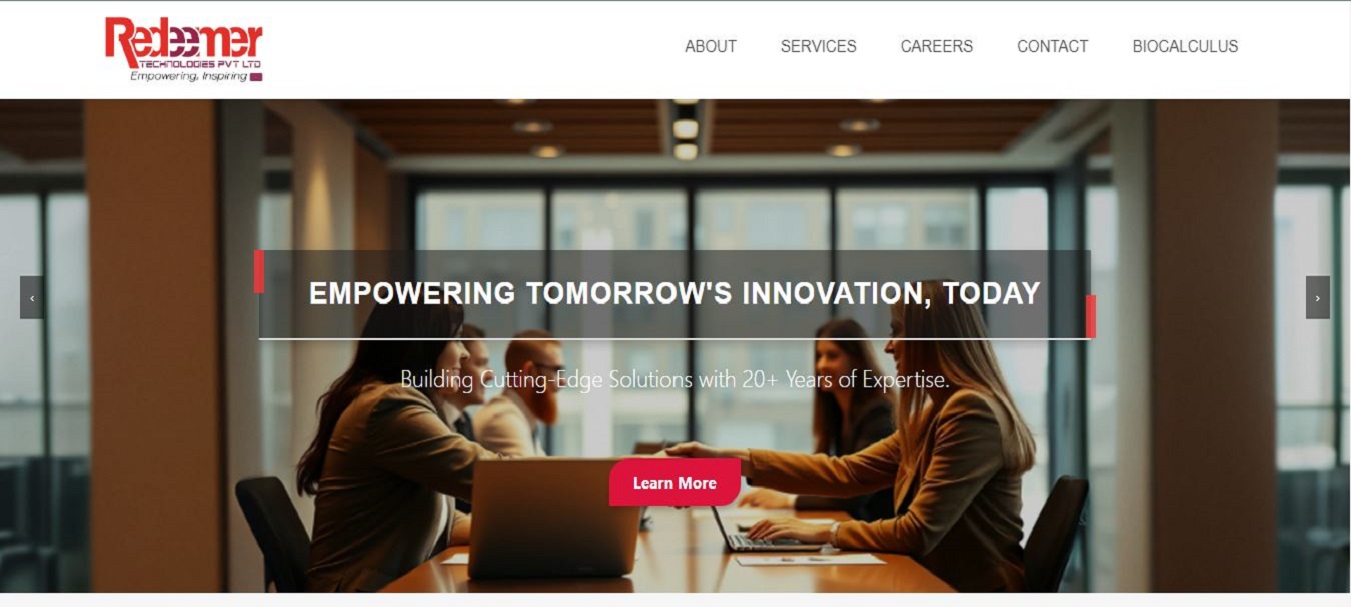 Redeemer
TECHNOLOGIES PVT LTD
Empowering, Inspiring
ABOUT SERVICES CAREERS CONTACT BIOCALCULUS
‹ ›
EMPOWERING TOMORROW'S INNOVATION, TODAY
Building Cutting-Edge Solutions with 20+ Years of Expertise.
Learn More